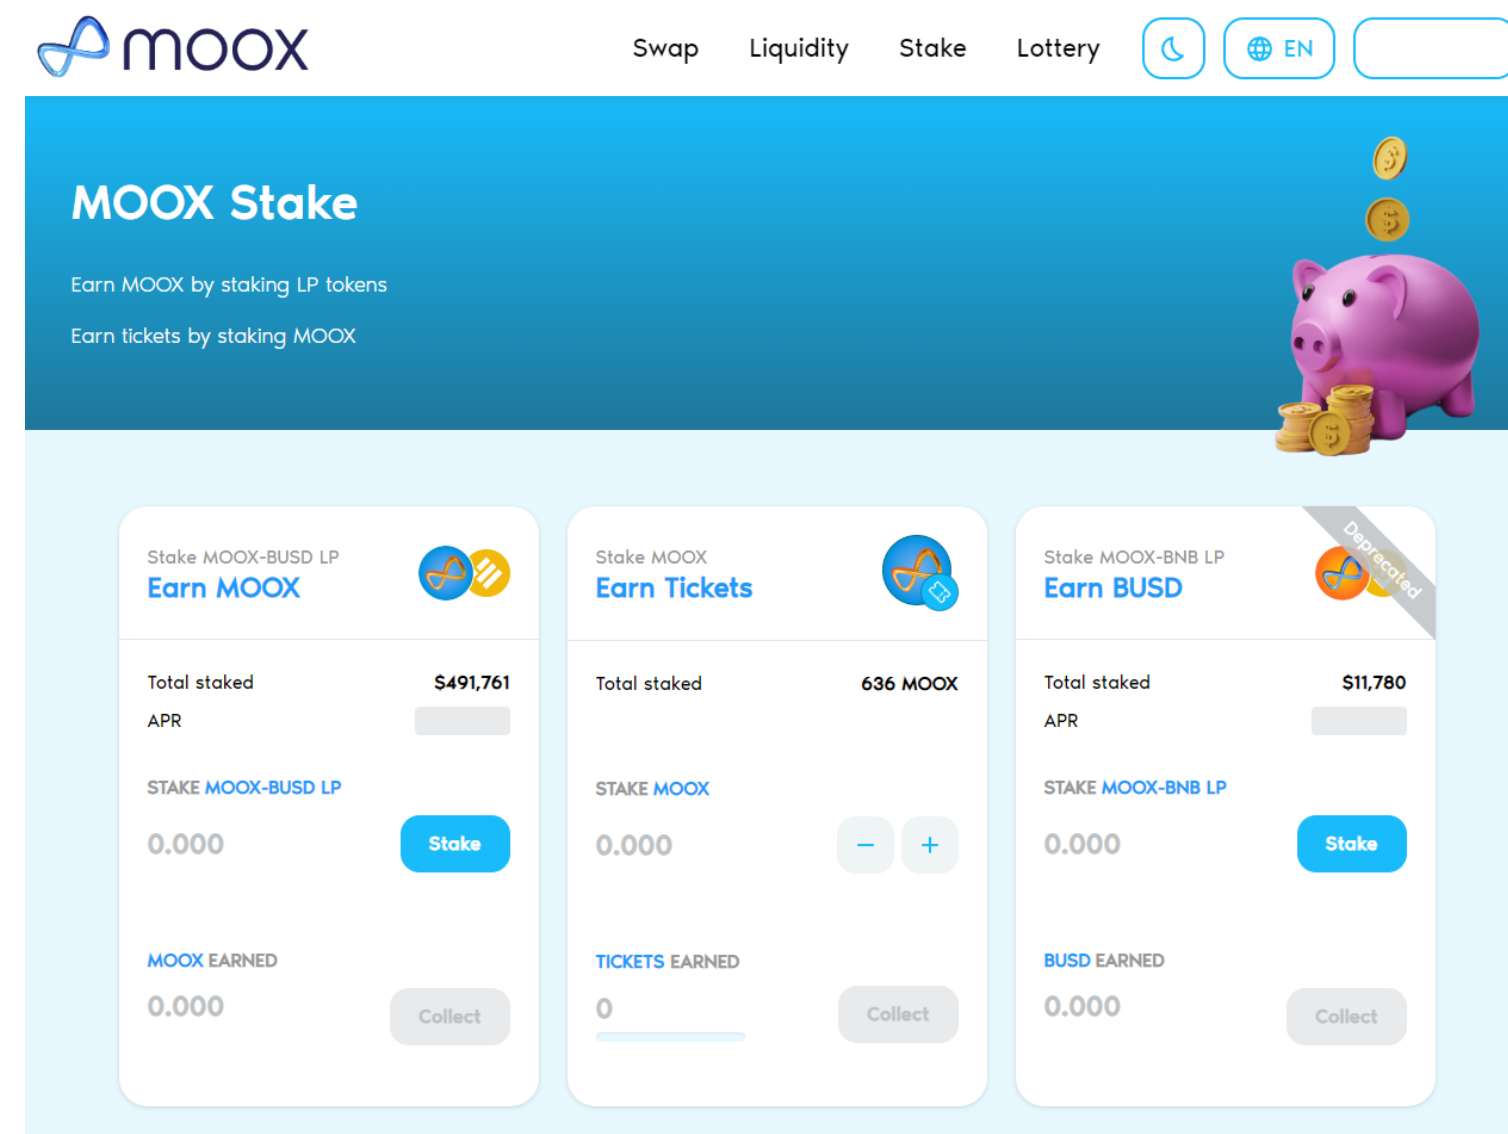 moox
Swap Liquidity Stake Lottery EN
MOOX Stake
Earn MOOX by staking LP tokens
Earn tickets by staking MOOX
Stake MOOX-BUSD LP
Earn MOOX
Total staked $491,761
APR
STAKE MOOX-BUSD LP
0.000 Stake
MOOX EARNED
0.000 Collect
Stake MOOX
Earn Tickets
Total staked 636 MOOX
STAKE MOOX
0.000 − +
TICKETS EARNED
0 Collect
Stake MOOX-BNB LP
Earn BUSD
Deprecated
Total staked $11,780
APR
STAKE MOOX-BNB LP
0.000 Stake
BUSD EARNED
0.000 Collect